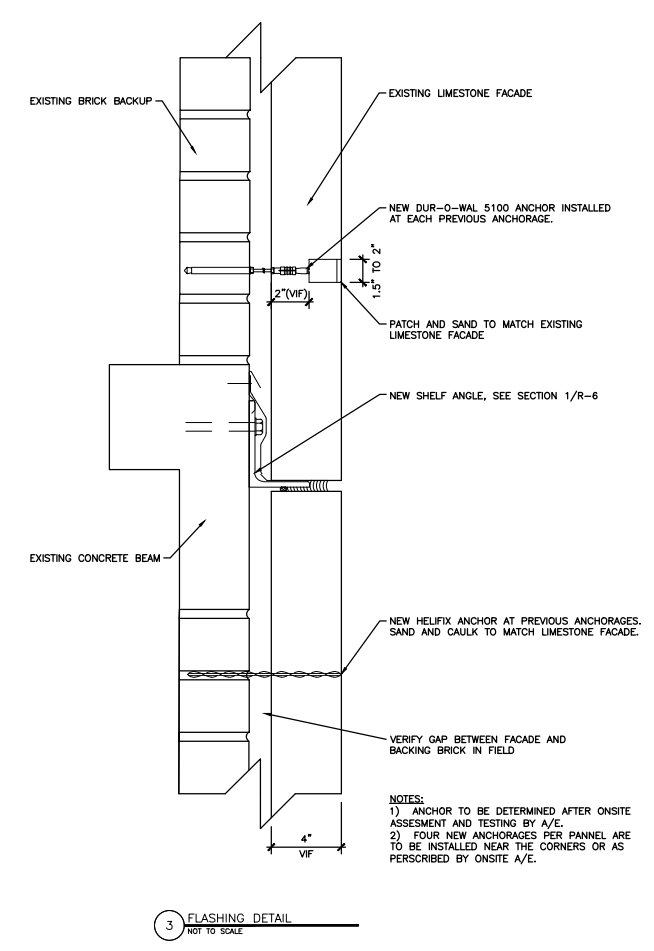 EXISTING BRICK BACKUP
EXISTING LIMESTONE FACADE
NEW DUR-O-WAL 5100 ANCHOR INSTALLED
AT EACH PREVIOUS ANCHORAGE.
1.5" TO 2"
2"(VIF)
PATCH AND SAND TO MATCH EXISTING
LIMESTONE FACADE
NEW SHELF ANGLE, SEE SECTION 1/R-6
EXISTING CONCRETE BEAM
NEW HELIFIX ANCHOR AT PREVIOUS ANCHORAGES.
SAND AND CAULK TO MATCH LIMESTONE FACADE.
VERIFY GAP BETWEEN FACADE AND
BACKING BRICK IN FIELD
NOTES:
1) ANCHOR TO BE DETERMINED AFTER ONSITE
ASSESMENT AND TESTING BY A/E.
2) FOUR NEW ANCHORAGES PER PANNEL ARE
TO BE INSTALLED NEAR THE CORNERS OR AS
PERSCRIBED BY ONSITE A/E.
4"
VIF
3 FLASHING DETAIL
NOT TO SCALE